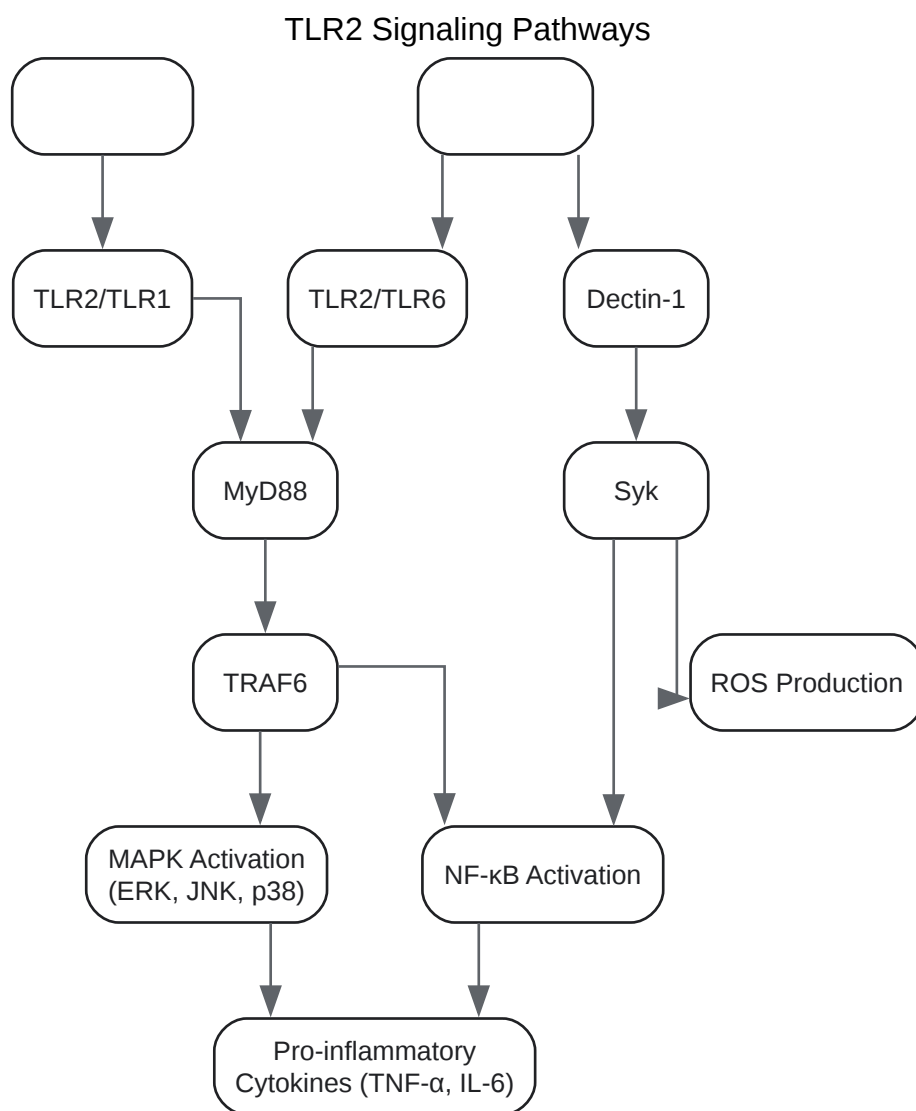 TLR2 Signaling Pathways
TLR2/TLR1
TLR2/TLR6
Dectin-1
MyD88
Syk
TRAF6
ROS Production
MAPK Activation
(ERK, JNK, p38)
NF-κB Activation
Pro-inflammatory
Cytokines (TNF-α, IL-6)